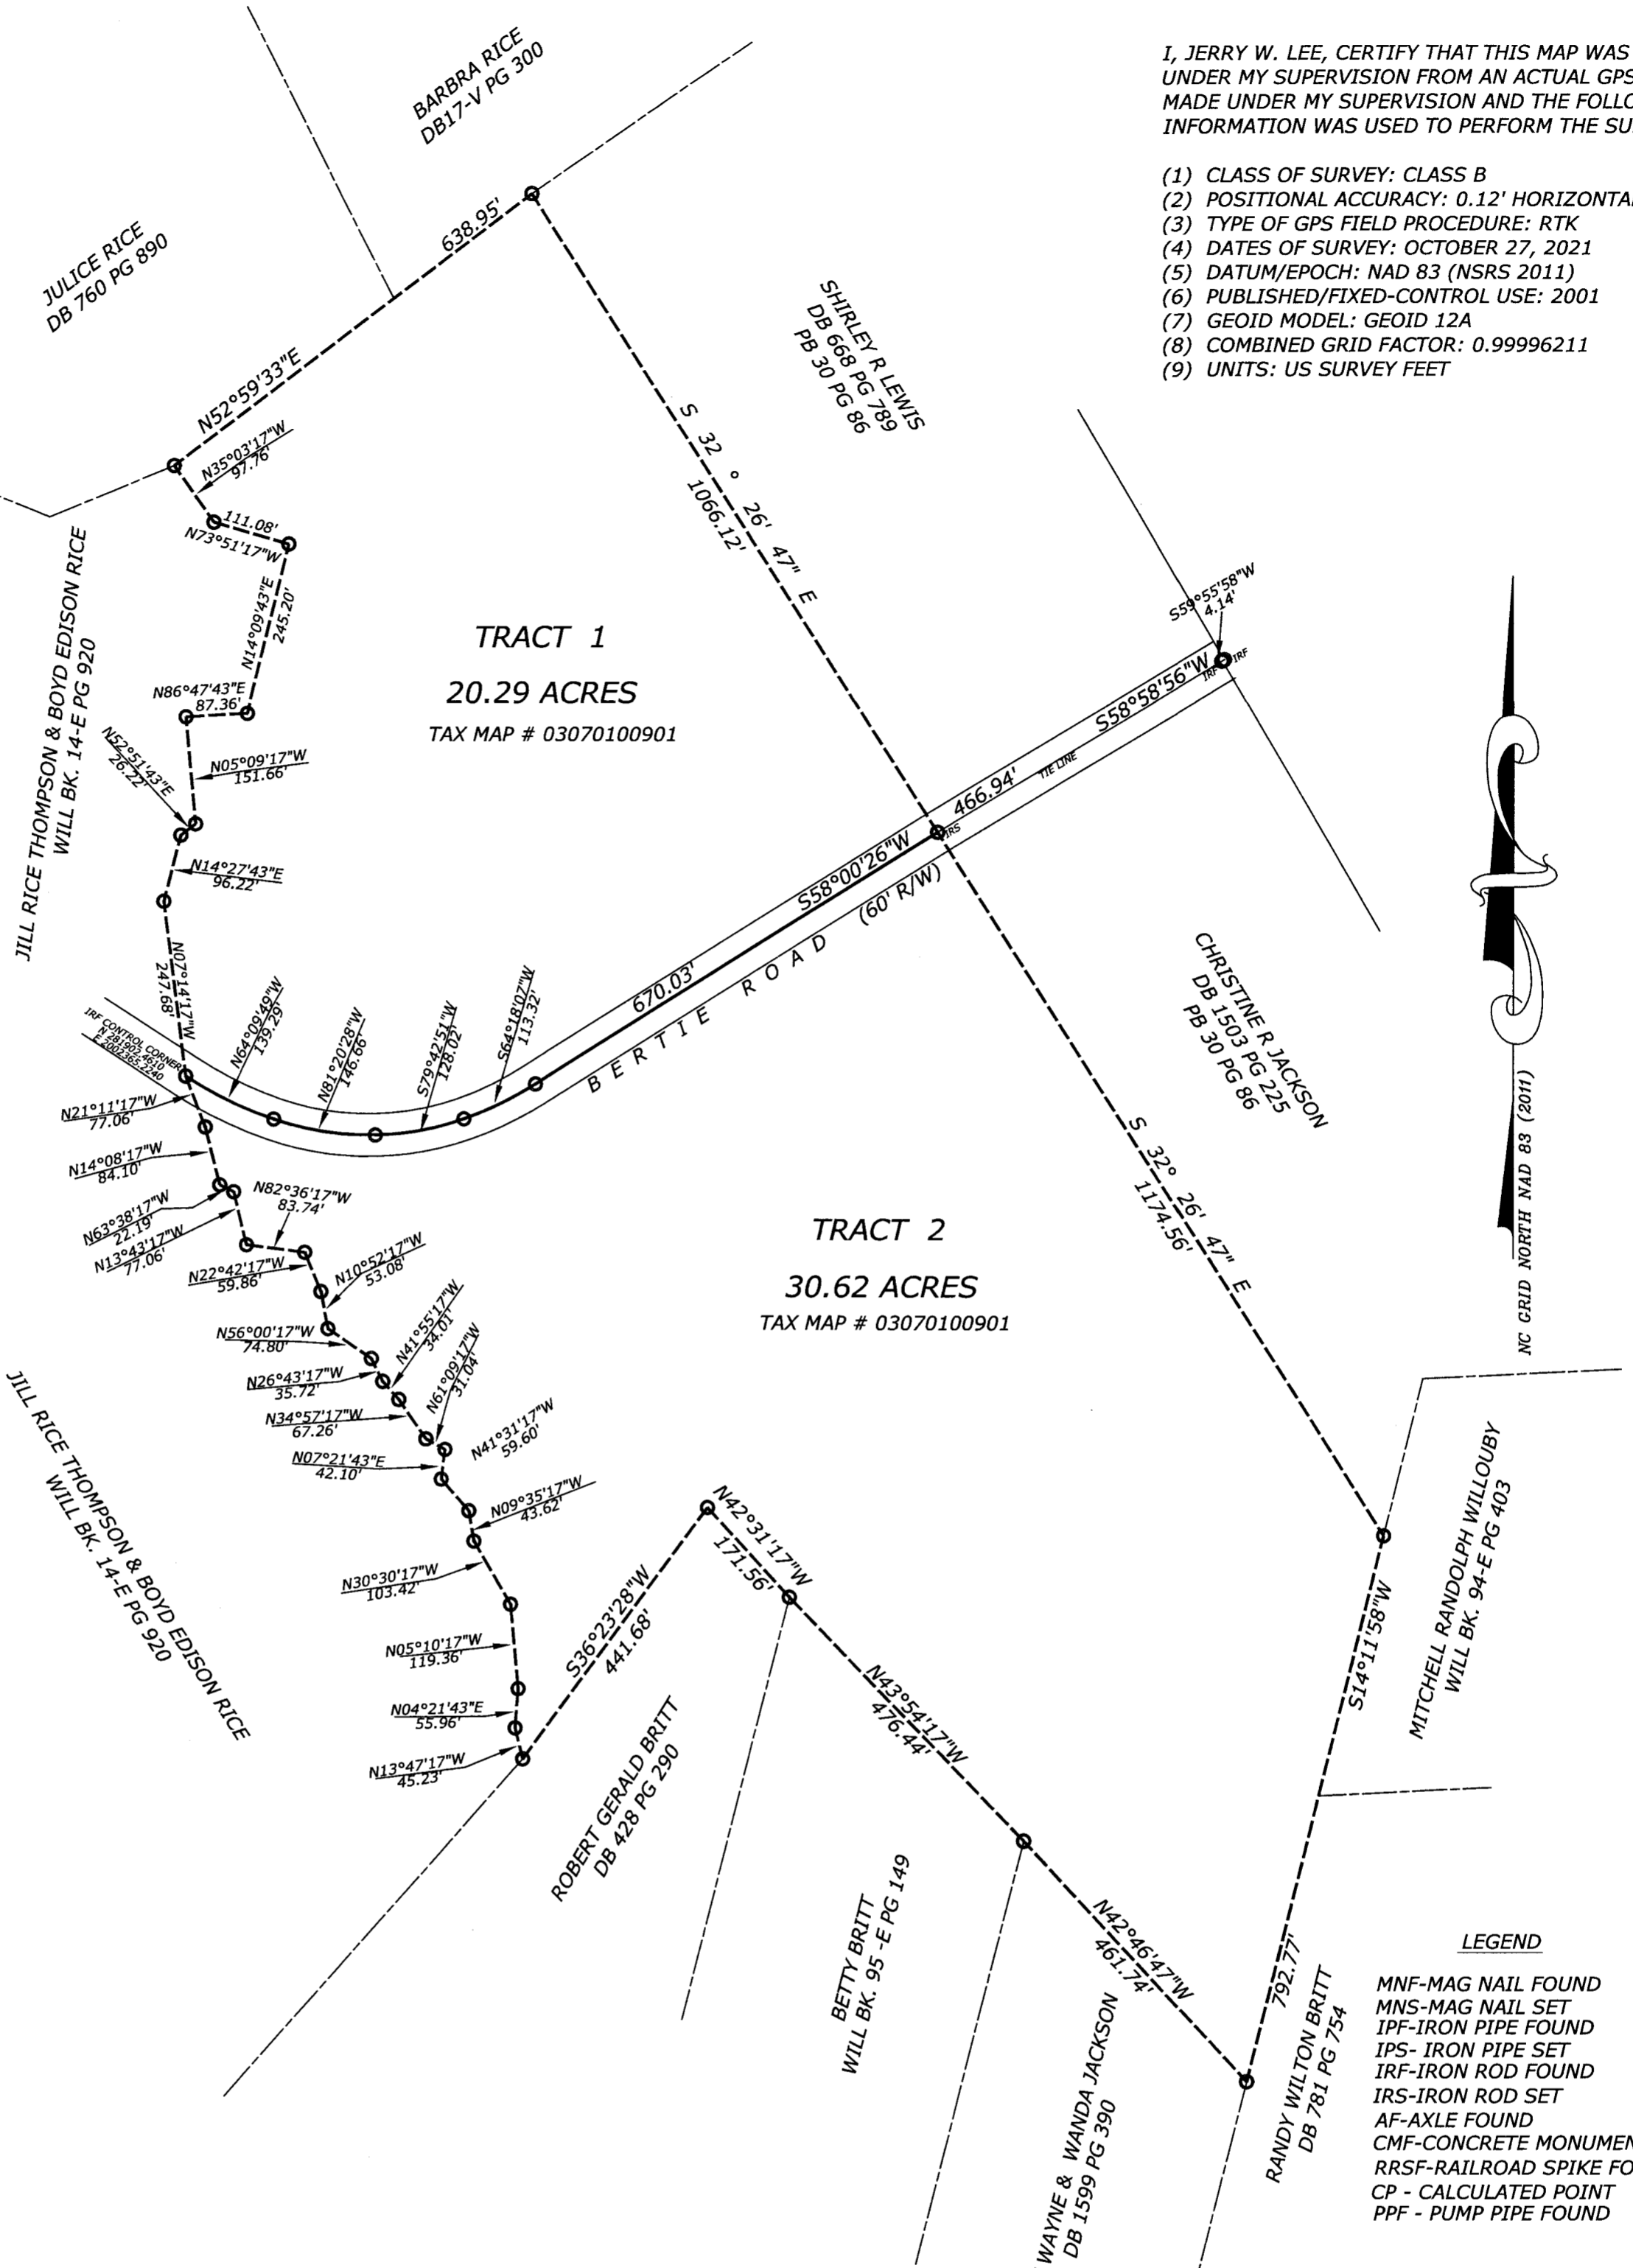 I, JERRY W. LEE, CERTIFY THAT THIS MAP WAS
UNDER MY SUPERVISION FROM AN ACTUAL GPS
MADE UNDER MY SUPERVISION AND THE FOLLO
INFORMATION WAS USED TO PERFORM THE SU
(1) CLASS OF SURVEY: CLASS B
(2) POSITIONAL ACCURACY: 0.12' HORIZONTA
(3) TYPE OF GPS FIELD PROCEDURE: RTK
(4) DATES OF SURVEY: OCTOBER 27, 2021
(5) DATUM/EPOCH: NAD 83 (NSRS 2011)
(6) PUBLISHED/FIXED-CONTROL USE: 2001
(7) GEOID MODEL: GEOID 12A
(8) COMBINED GRID FACTOR: 0.99996211
(9) UNITS: US SURVEY FEET
BARBRA RICE
DB17-V PG 300
JULICE RICE
DB 760 PG 890
638.95'
N52°59'33"E
SHIRLEY R LEWIS
DB 668 PG 789
PB 30 PG 86
N35°03'17"W
97.76'
111.08'
N73°51'17"W
N14°09'43"E
245.20'
S 32 ° 26' 47" E
1066.12'
TRACT 1
20.29 ACRES
TAX MAP # 03070100901
JILL RICE THOMPSON & BOYD EDISON RICE
WILL BK. 14-E PG 920
N86°47'43"E
87.36'
N05°09'17"W
151.66'
N52°51'43"E
26.22'
N14°27'43"E
96.22'
N07°14'17"W
247.68'
S59°55'58"W
4.14'
IRF
IRF
S58°58'56"W
466.94'
TIE LINE
IRS
S58°00'26"W
670.03'
BERTIE ROAD (60' R/W)
IRF CONTROL CORNER
N 281902.4610
E 2002365.2240
N64°09'49"W
139.29'
N81°20'28"W
146.66'
S79°42'51"W
128.02'
S64°18'07"W
113.32'
CHRISTINE R JACKSON
DB 1503 PG 225
PB 30 PG 86
NC GRID NORTH NAD 83 (2011)
N21°11'17"W
77.06'
N14°08'17"W
84.10'
N63°38'17"W
22.19'
N13°43'17"W
77.06'
N82°36'17"W
83.74'
N22°42'17"W
59.86'
N10°52'17"W
53.08'
N56°00'17"W
74.80'
N41°55'17"W
34.01'
N26°43'17"W
35.72'
N61°09'17"W
31.04'
N34°57'17"W
67.26'
N07°21'43"E
42.10'
N41°31'17"W
59.60'
N09°35'17"W
43.62'
N30°30'17"W
103.42'
N05°10'17"W
119.36'
N04°21'43"E
55.96'
N13°47'17"W
45.23'
TRACT 2
30.62 ACRES
TAX MAP # 03070100901
S 32° 26' 47" E
1174.56'
JILL RICE THOMPSON & BOYD EDISON RICE
WILL BK. 14-E PG 920
S36°23'28"W
441.68'
N42°31'17"W
171.56'
N43°54'17"W
476.44'
N42°46'47"W
461.74'
S14°11'58"W
792.77'
MITCHELL RANDOLPH WILLOUBY
WILL BK. 94-E PG 403
ROBERT GERALD BRITT
DB 428 PG 290
BETTY BRITT
WILL BK. 95 -E PG 149
WAYNE & WANDA JACKSON
DB 1599 PG 390
RANDY WILTON BRITT
DB 781 PG 754
LEGEND
MNF-MAG NAIL FOUND
MNS-MAG NAIL SET
IPF-IRON PIPE FOUND
IPS- IRON PIPE SET
IRF-IRON ROD FOUND
IRS-IRON ROD SET
AF-AXLE FOUND
CMF-CONCRETE MONUMEN
RRSF-RAILROAD SPIKE FO
CP - CALCULATED POINT
PPF - PUMP PIPE FOUND